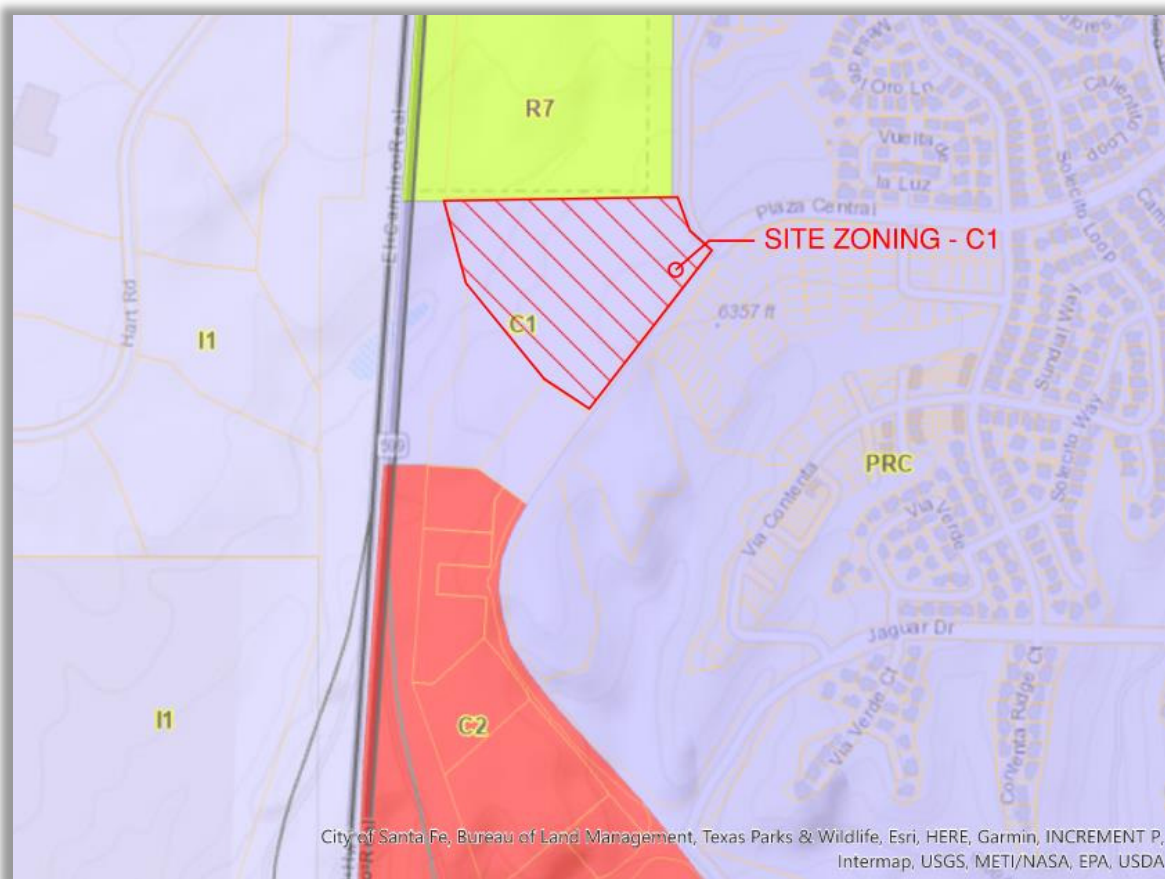 R7
El Camino Real
Oro Ln
Vuelta de
la Luz
Calientito
Loop
Plaza Central
Solecito Loop
SITE ZONING - C1
6357 ft
C1
Hart Rd
I1
Sundial Way
599
PRC
Solecito Way
Via Contenta
Via Verde
Jaguar Dr
I1
C2
Via Verde Ct
Contenta Ridge Ct
City of Santa Fe, Bureau of Land Management, Texas Parks & Wildlife, Esri, HERE, Garmin, INCREMENT P,
Intermap, USGS, METI/NASA, EPA, USDA